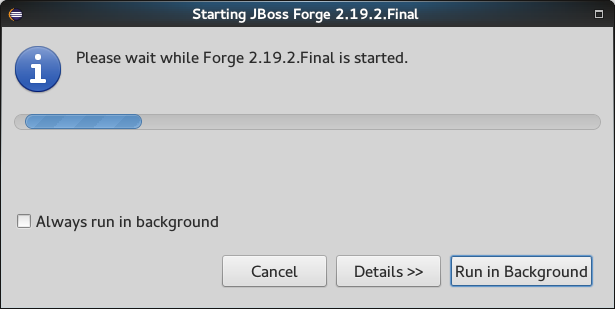 Starting JBoss Forge 2.19.2.Final
Please wait while Forge 2.19.2.Final is started.
Always run in background
Cancel
Details >>
Run in Background